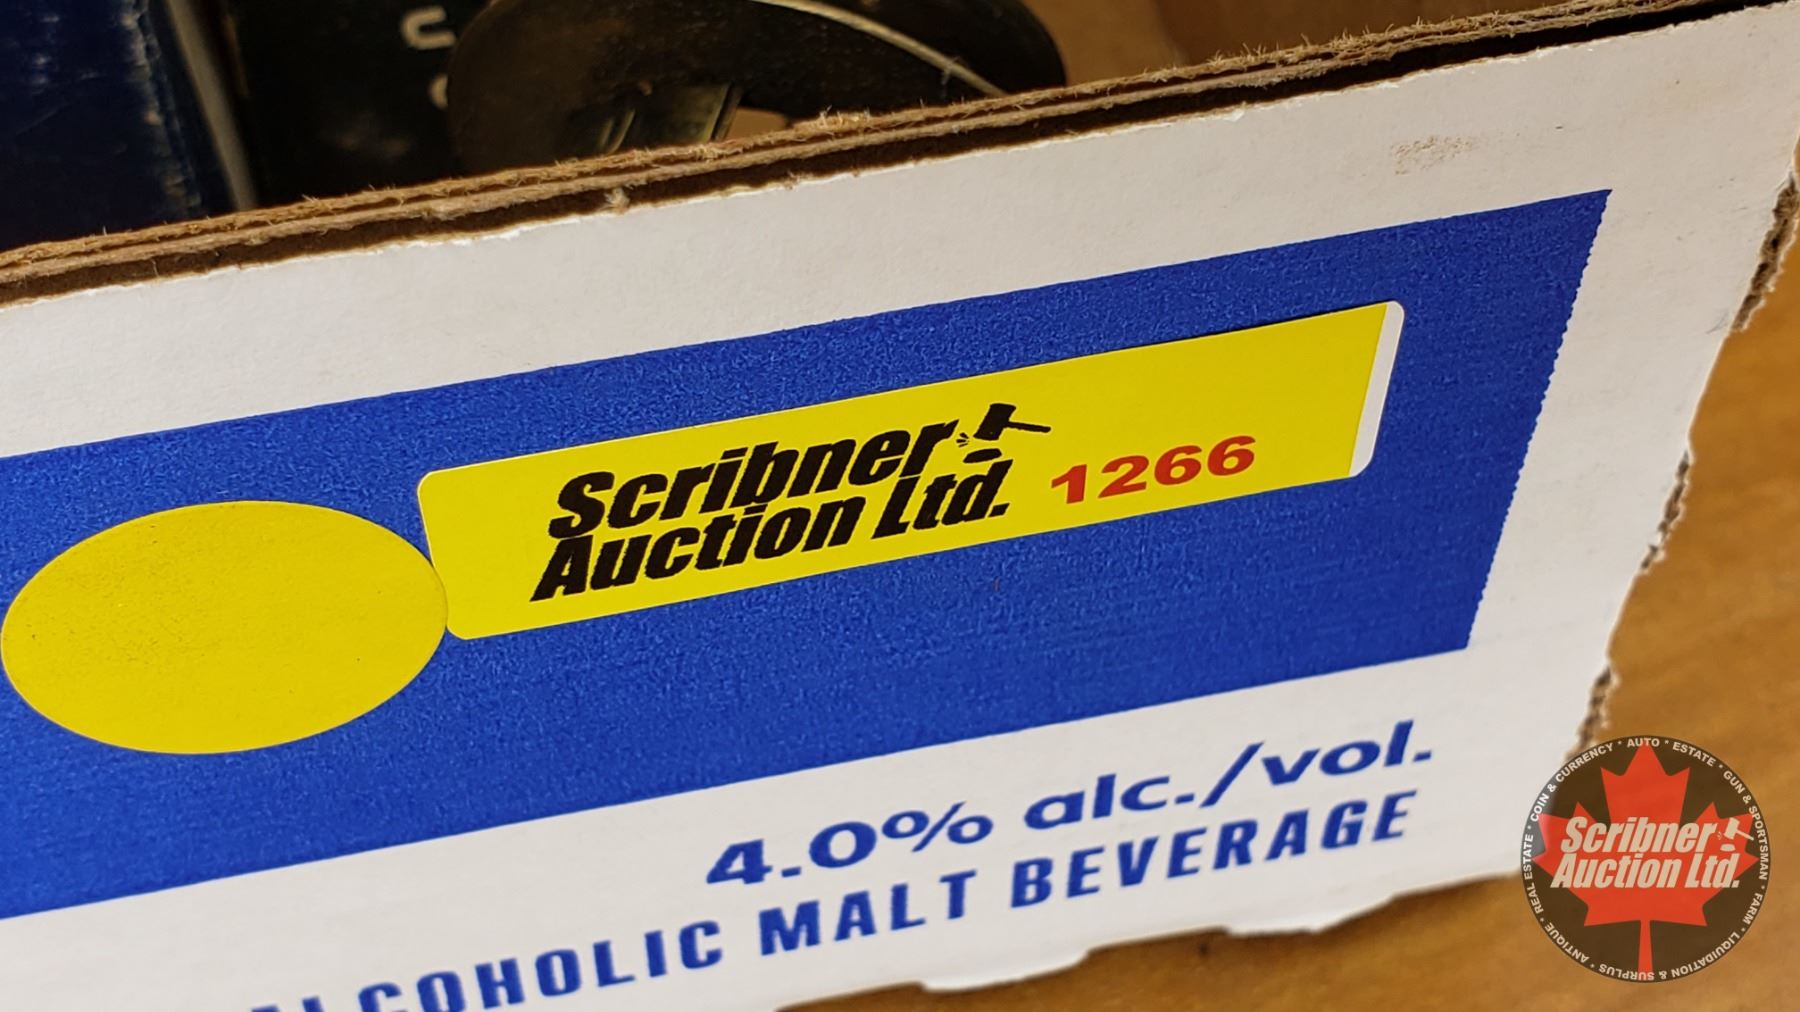 Scribner
Auction Ltd.
1266
4.0% alc./vol.
ALCOHOLIC MALT BEVERAGE
COIN & CURRENCY * AUTO * ESTATE * GUN & SPORTSMAN * FARM * LIQUIDATION & SURPLUS * ANTIQUE * REAL ESTATE *
Scribner
Auction Ltd.